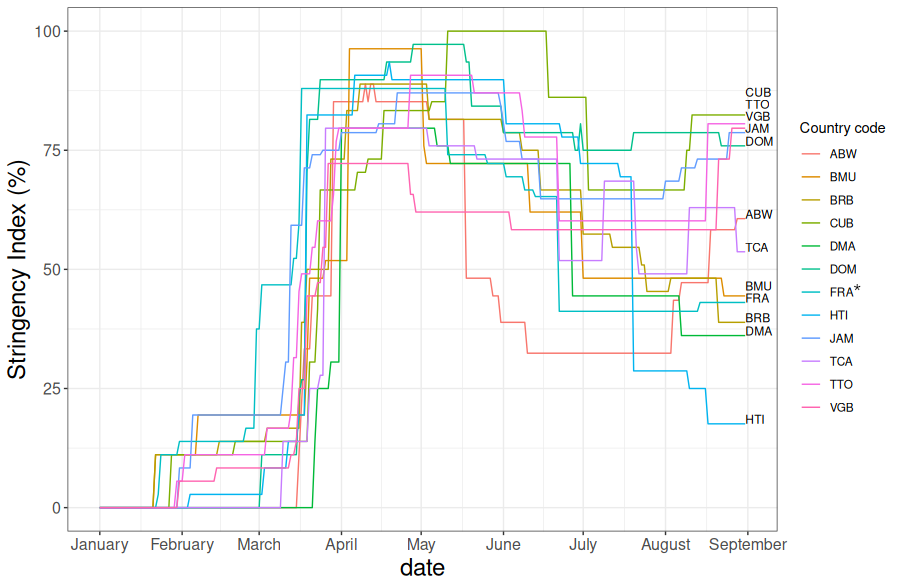 Stringency Index (%)
100
75
50
25
0
January February March April May June July August September
date
CUB
TTO
VGB
JAM
DOM
ABW
TCA
BMU
FRA
BRB
DMA
HTI
Country code
ABW
BMU
BRB
CUB
DMA
DOM
FRA*
HTI
JAM
TCA
TTO
VGB